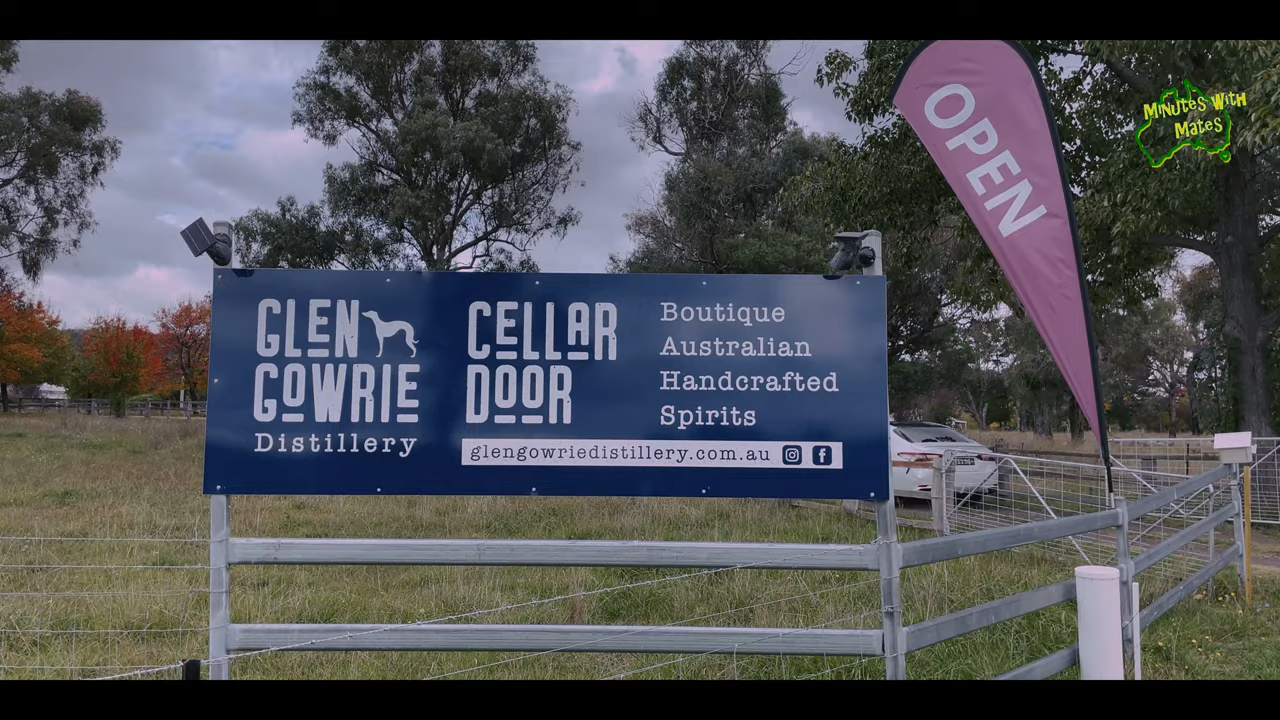 OPEN
MINUTES WITH
MATES
GLEN
GOWRIE
Distillery
CELLAR
DOOR
Boutique
Australian
Handcrafted
Spirits
glengowriedistillery.com.au